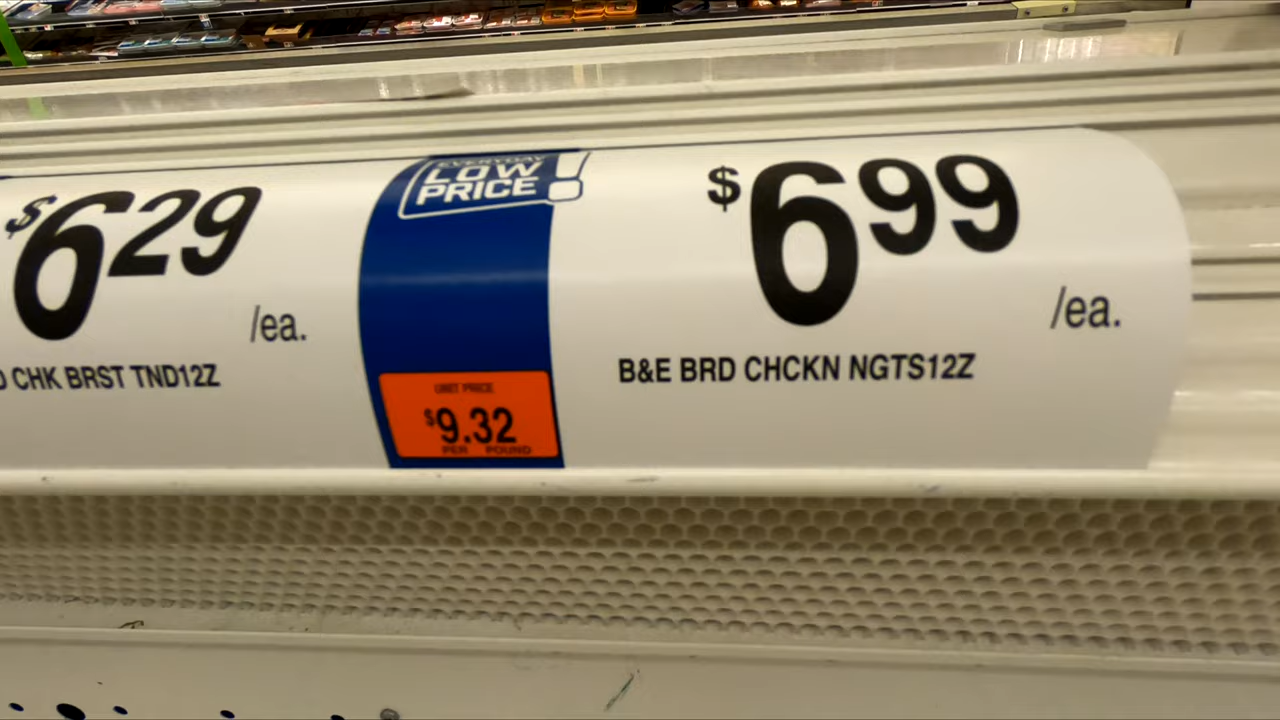 $629
/ea.
CHK BRST TND12Z
EVERYDAY
LOW
PRICE!
UNIT PRICE
$9.32
PER POUND
$699
/ea.
B&E BRD CHCKN NGTS12Z